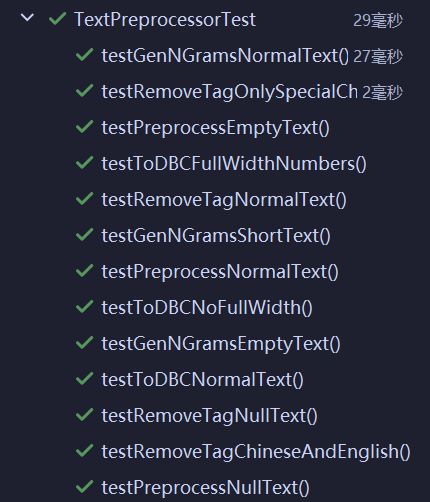 TextPreprocessorTest 29毫秒
testGenNGramsNormalText() 27毫秒
testRemoveTagOnlySpecialCh 2毫秒
testPreprocessEmptyText()
testToDBCFullWidthNumbers()
testRemoveTagNormalText()
testGenNGramsShortText()
testPreprocessNormalText()
testToDBCNoFullWidth()
testGenNGramsEmptyText()
testToDBCNormalText()
testRemoveTagNullText()
testRemoveTagChineseAndEnglish()
testPreprocessNullText()